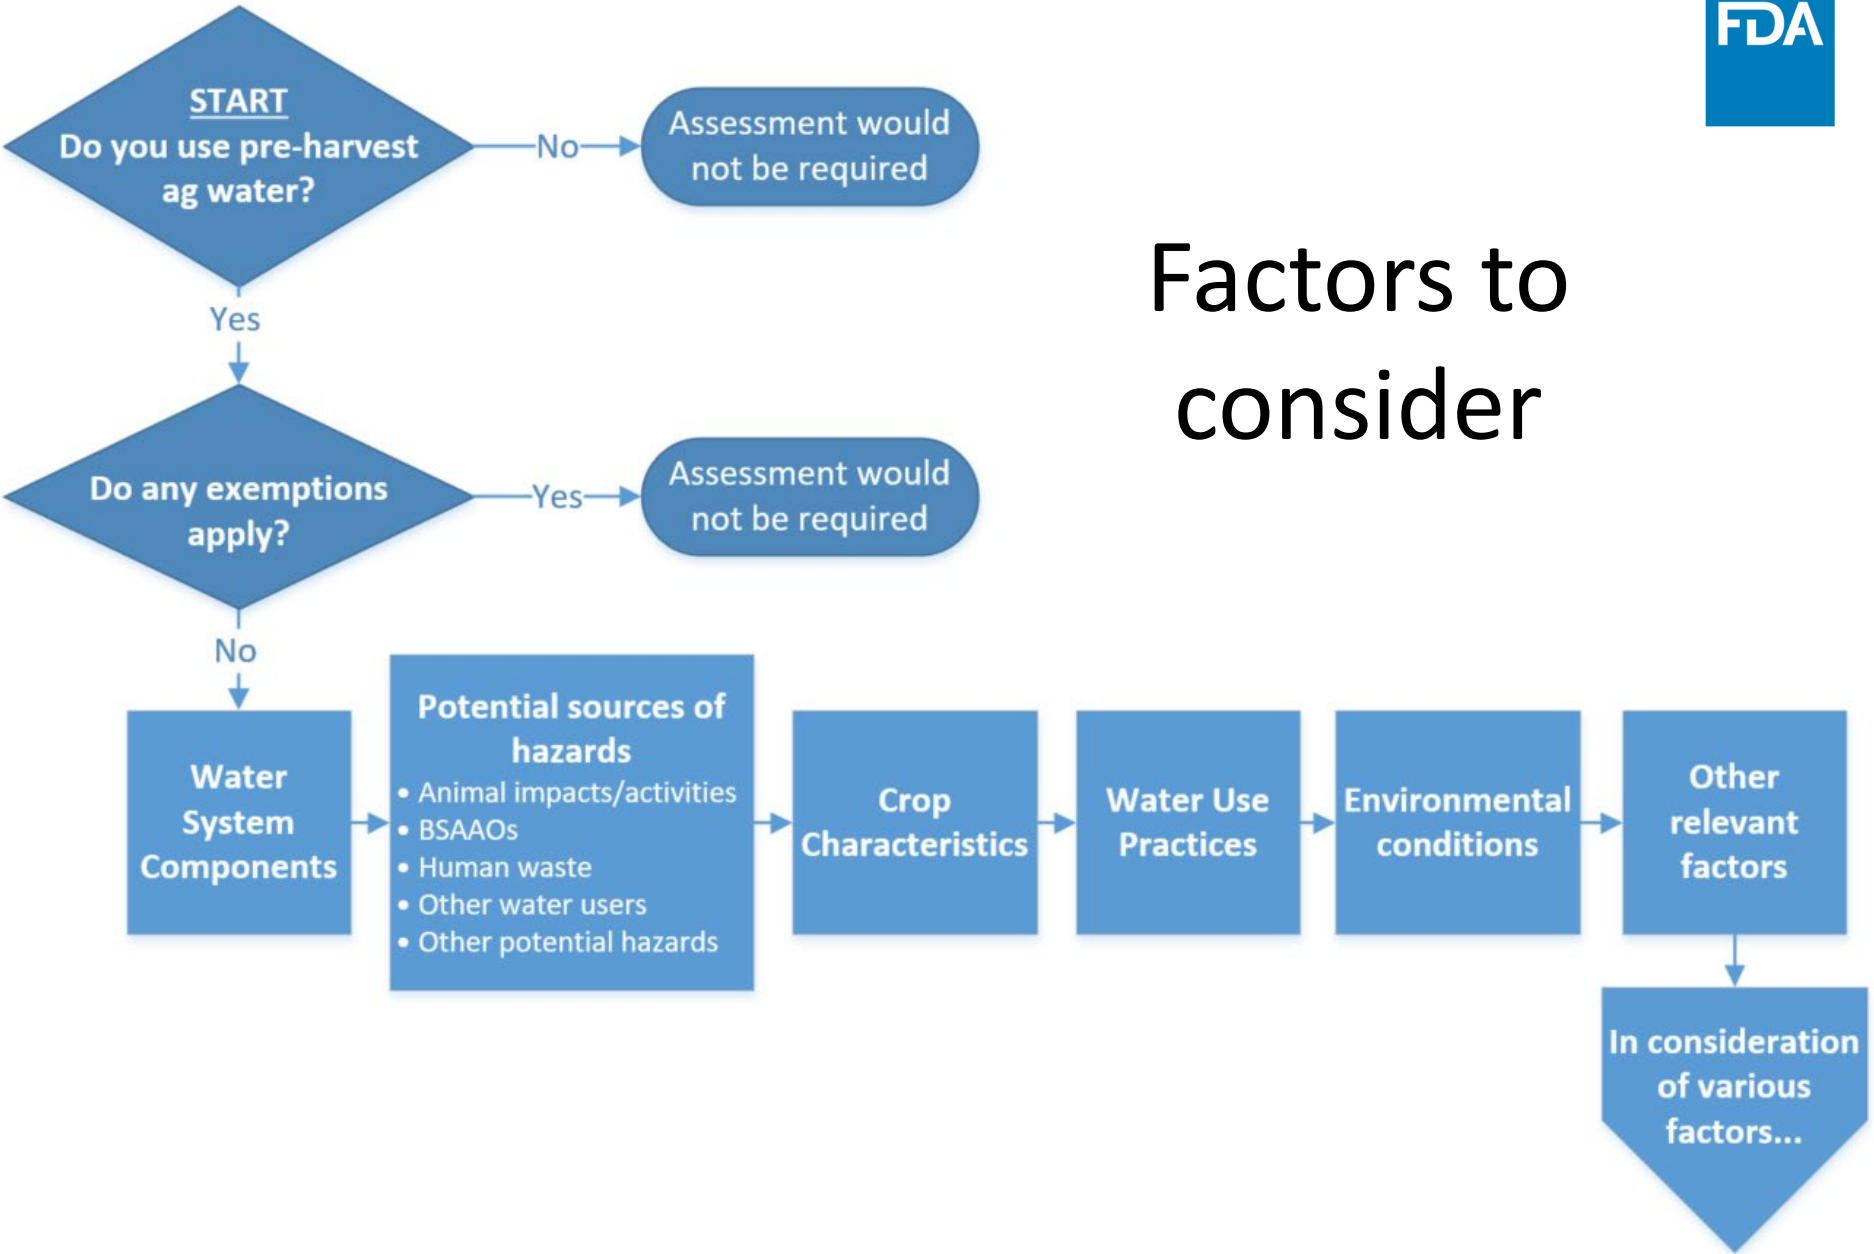 FDA
START
Do you use pre-harvest
ag water?
No
Assessment would
not be required
Factors to
consider
Yes
Do any exemptions
apply?
Yes
Assessment would
not be required
No
Water
System
Components
Potential sources of
hazards
• Animal impacts/activities
• BSAAOs
• Human waste
• Other water users
• Other potential hazards
Crop
Characteristics
Water Use
Practices
Environmental
conditions
Other
relevant
factors
In consideration
of various
factors...